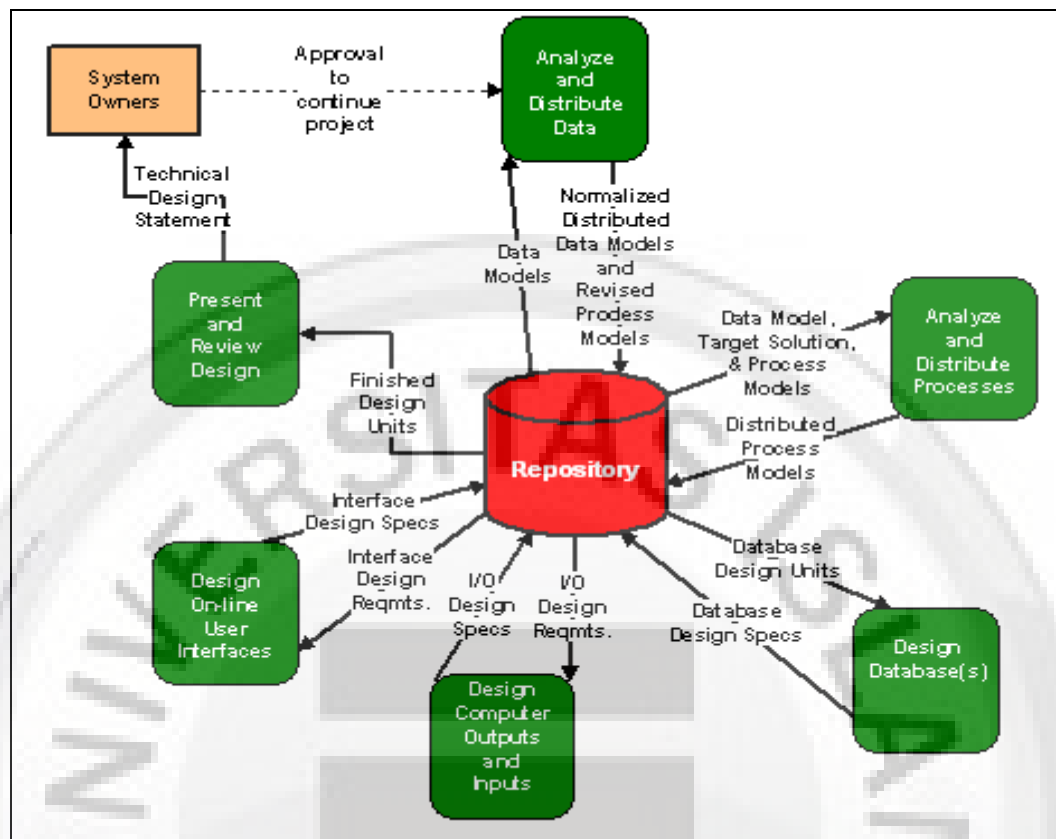 System
Owners
Approval
to
continue
project
Analyze
and
Distribute
Data
Technical
Design
Statement
Normalized
Distributed
Data Models
and
Revised
Prodess
Models
Data
Models
Present
and
Review
Design
Finished
Design
Units
Data Model,
Target Solution,
& Process
Models
Analyze
and
Distribute
Processes
Distributed
Process
Models
Repository
Interface
Design Specs
Interface
Design
Reqmts.
Design
On-line
User
Interfaces
I/O
Design
Specs
I/O
Design
Reqmts.
Database
Design Units
Database
Design Specs
Design
Database(s)
Design
Computer
Outputs
and
Inputs